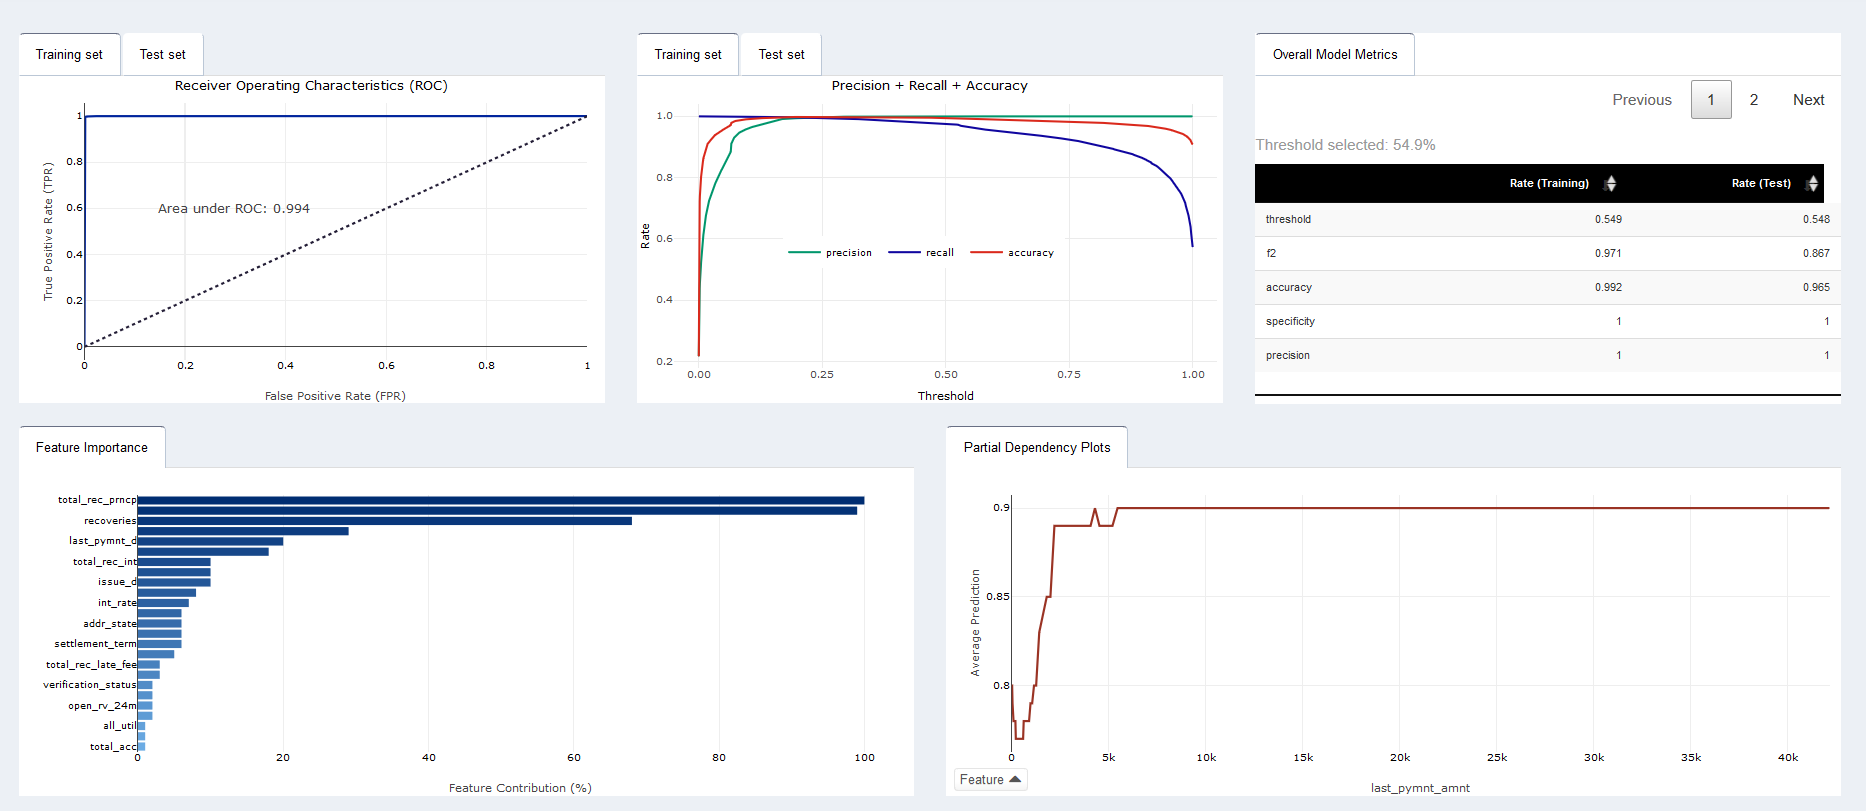 Training set
Test set
Receiver Operating Characteristics (ROC)
1
0.8
0.6
0.4
0.2
0
True Positive Rate (TPR)
Area under ROC: 0.994
0
0.2
0.4
0.6
0.8
1
False Positive Rate (FPR)
Training set
Test set
Precision + Recall + Accuracy
1.0
0.8
0.6
0.4
0.2
Rate
precision
recall
accuracy
0.00
0.25
0.50
0.75
1.00
Threshold
Overall Model Metrics
Previous 1 2 Next
Threshold selected: 54.9%
Rate (Training) Rate (Test)
threshold 0.549 0.548
f2 0.971 0.867
accuracy 0.992 0.965
specificity 1 1
precision 1 1
Feature Importance
total_rec_prncp
recoveries
last_pymnt_d
total_rec_int
issue_d
int_rate
addr_state
settlement_term
total_rec_late_fee
verification_status
open_rv_24m
all_util
total_acc
0
20
40
60
80
100
Feature Contribution (%)
Partial Dependency Plots
0.9
0.85
0.8
Average Prediction
0
5k
10k
15k
20k
25k
30k
35k
40k
Feature
last_pymnt_amnt